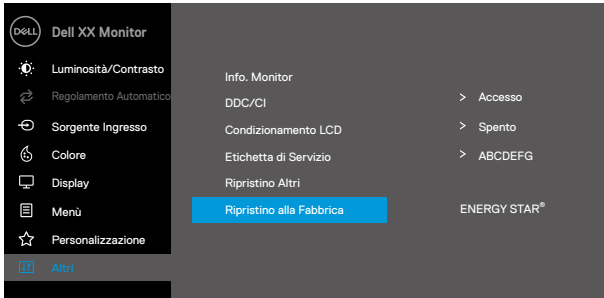 DELL Dell XX Monitor
Luminosità/Contrasto
Regolamento Automatico
Sorgente Ingresso
Colore
Display
Menù
Personalizzazione
Altri
Info. Monitor
DDC/CI > Accesso
Condizionamento LCD > Spento
Etichetta di Servizio > ABCDEFG
Ripristino Altri
Ripristino alla Fabbrica ENERGY STAR®